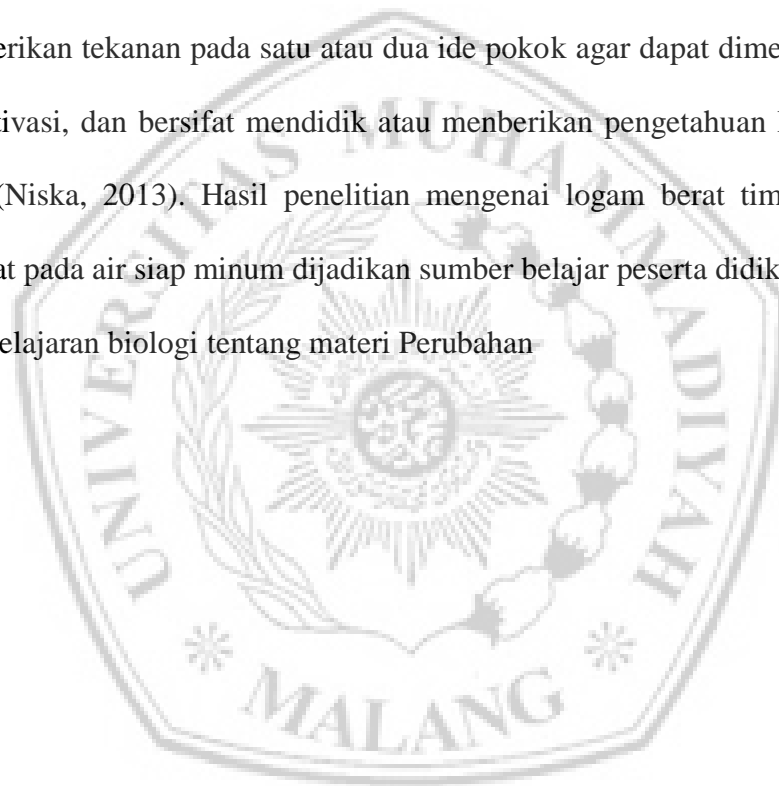 erikan tekanan pada satu atau dua ide pokok agar dapat dime
tivasi, dan bersifat mendidik atau menberikan pengetahuan
(Niska, 2013). Hasil penelitian mengenai logam berat tim
at pada air siap minum dijadikan sumber belajar peserta didik
elajaran biologi tentang materi Perubahan
UNIVERSITAS MUHAMMADIYAH
MALANG